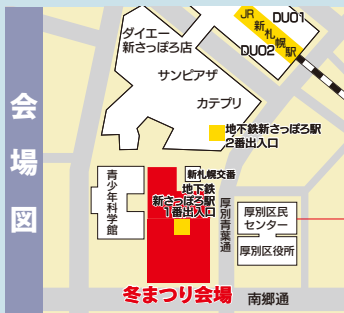 会場図
DUO1
JR新札幌駅
DUO2
ダイエー
新さっぽろ店
サンピアザ
カテプリ
地下鉄新さっぽろ駅
2番出入口
新札幌交番
地下鉄
新さっぽろ駅
1番出入口
青少年科学館
厚別青葉通
厚別区民
センター
厚別区役所
冬まつり会場
南郷通